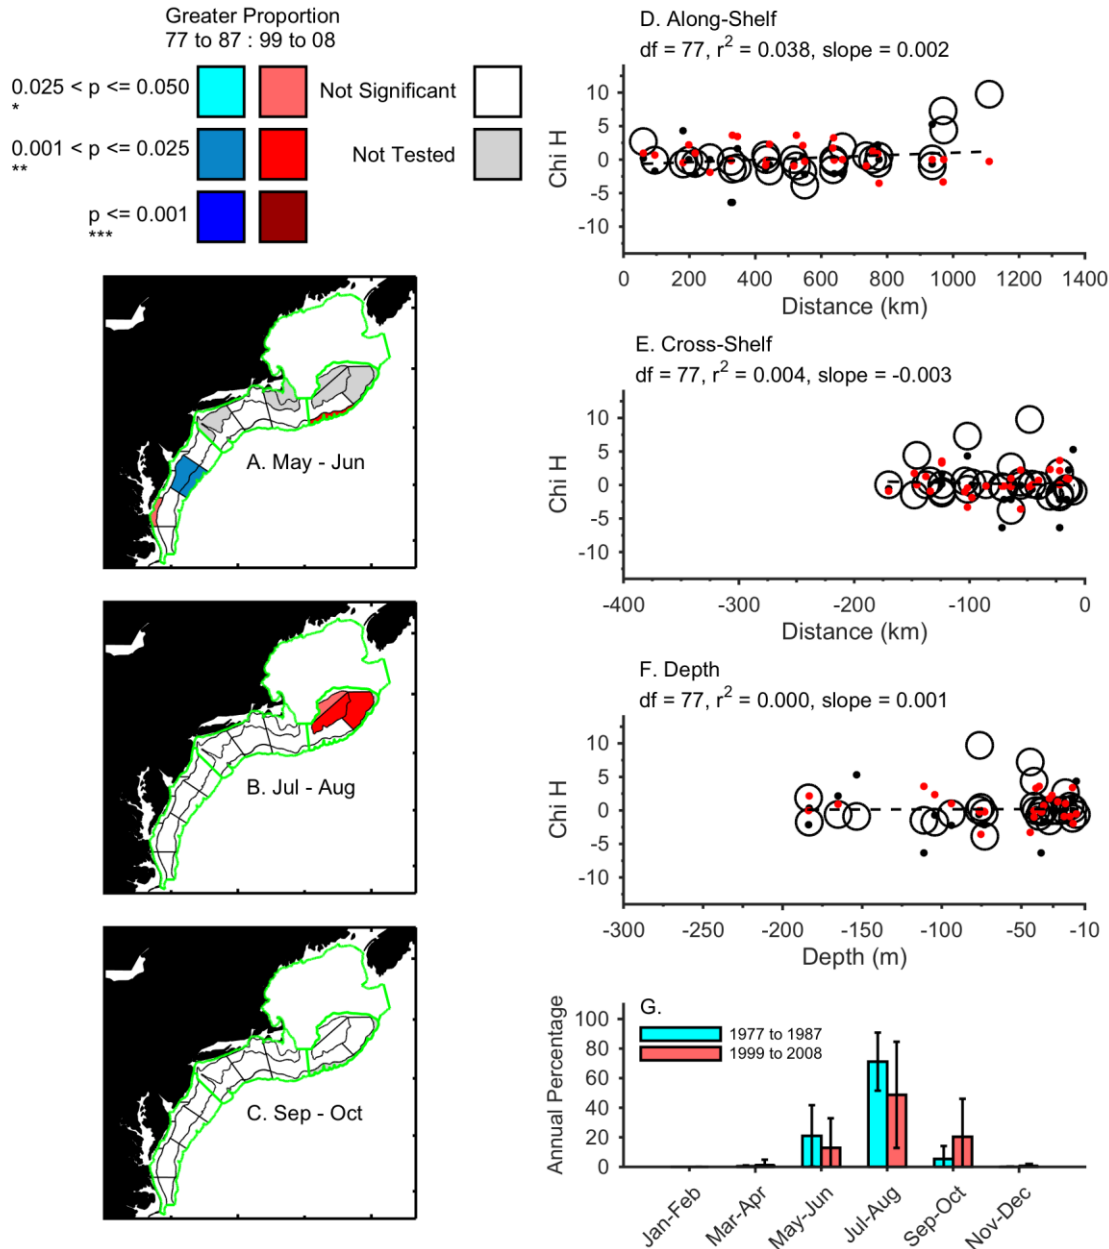 Greater Proportion
77 to 87 : 99 to 08
0.025 < p <= 0.050
*
0.001 < p <= 0.025
**
p <= 0.001
***
Not Significant
Not Tested
A. May - Jun
B. Jul - Aug
C. Sep - Oct
D. Along-Shelf
df = 77, r² = 0.038, slope = 0.002
Chi H
10
5
0
-5
-10
0 200 400 600 800 1000 1200 1400
Distance (km)
E. Cross-Shelf
df = 77, r² = 0.004, slope = -0.003
Chi H
10
5
0
-5
-10
-400 -300 -200 -100 0
Distance (km)
F. Depth
df = 77, r² = 0.000, slope = 0.001
Chi H
10
5
0
-5
-10
-300 -250 -200 -150 -100 -50 -10
Depth (m)
G.
1977 to 1987
1999 to 2008
Annual Percentage
100
80
60
40
20
0
Jan-Feb
Mar-Apr
May-Jun
Jul-Aug
Sep-Oct
Nov-Dec